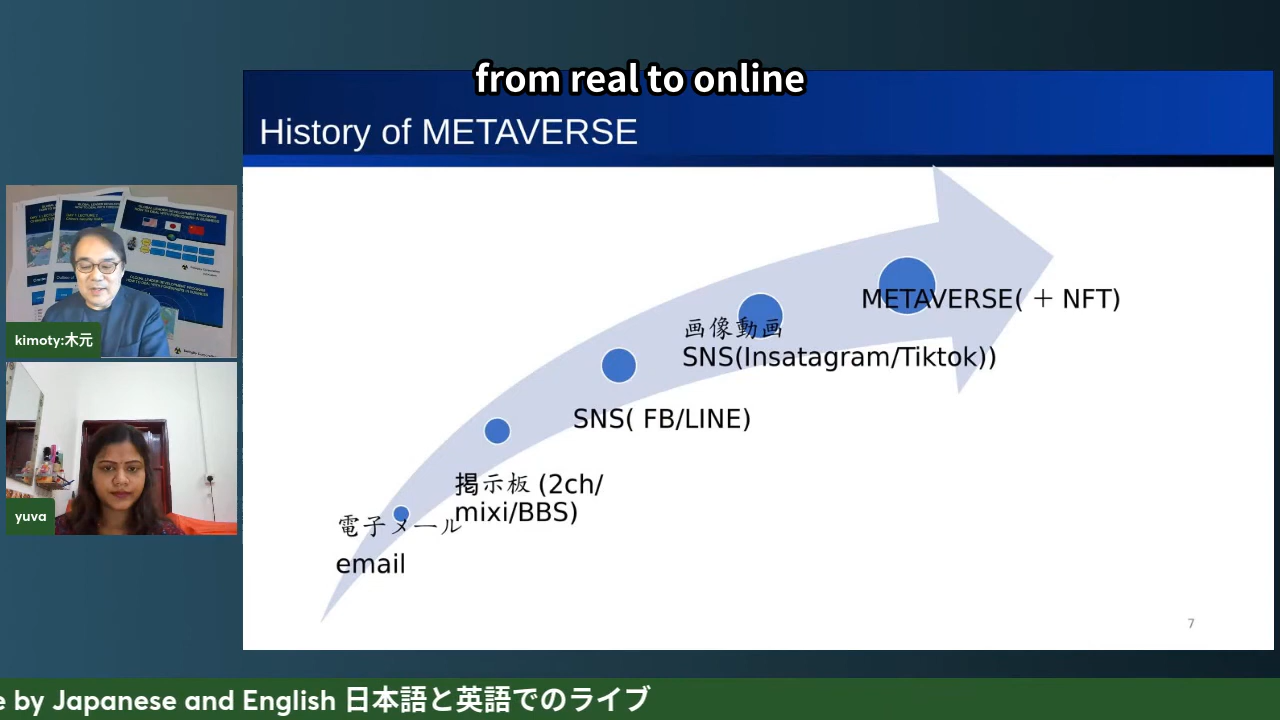 from real to online
History of METAVERSE
METAVERSE( + NFT)
画像動画
SNS(Insatagram/Tiktok))
SNS( FB/LINE)
掲示板 (2ch/
mixi/BBS)
電子メール
email
7
kimoty:木元
yuva
e by Japanese and English 日本語と英語でのライブ